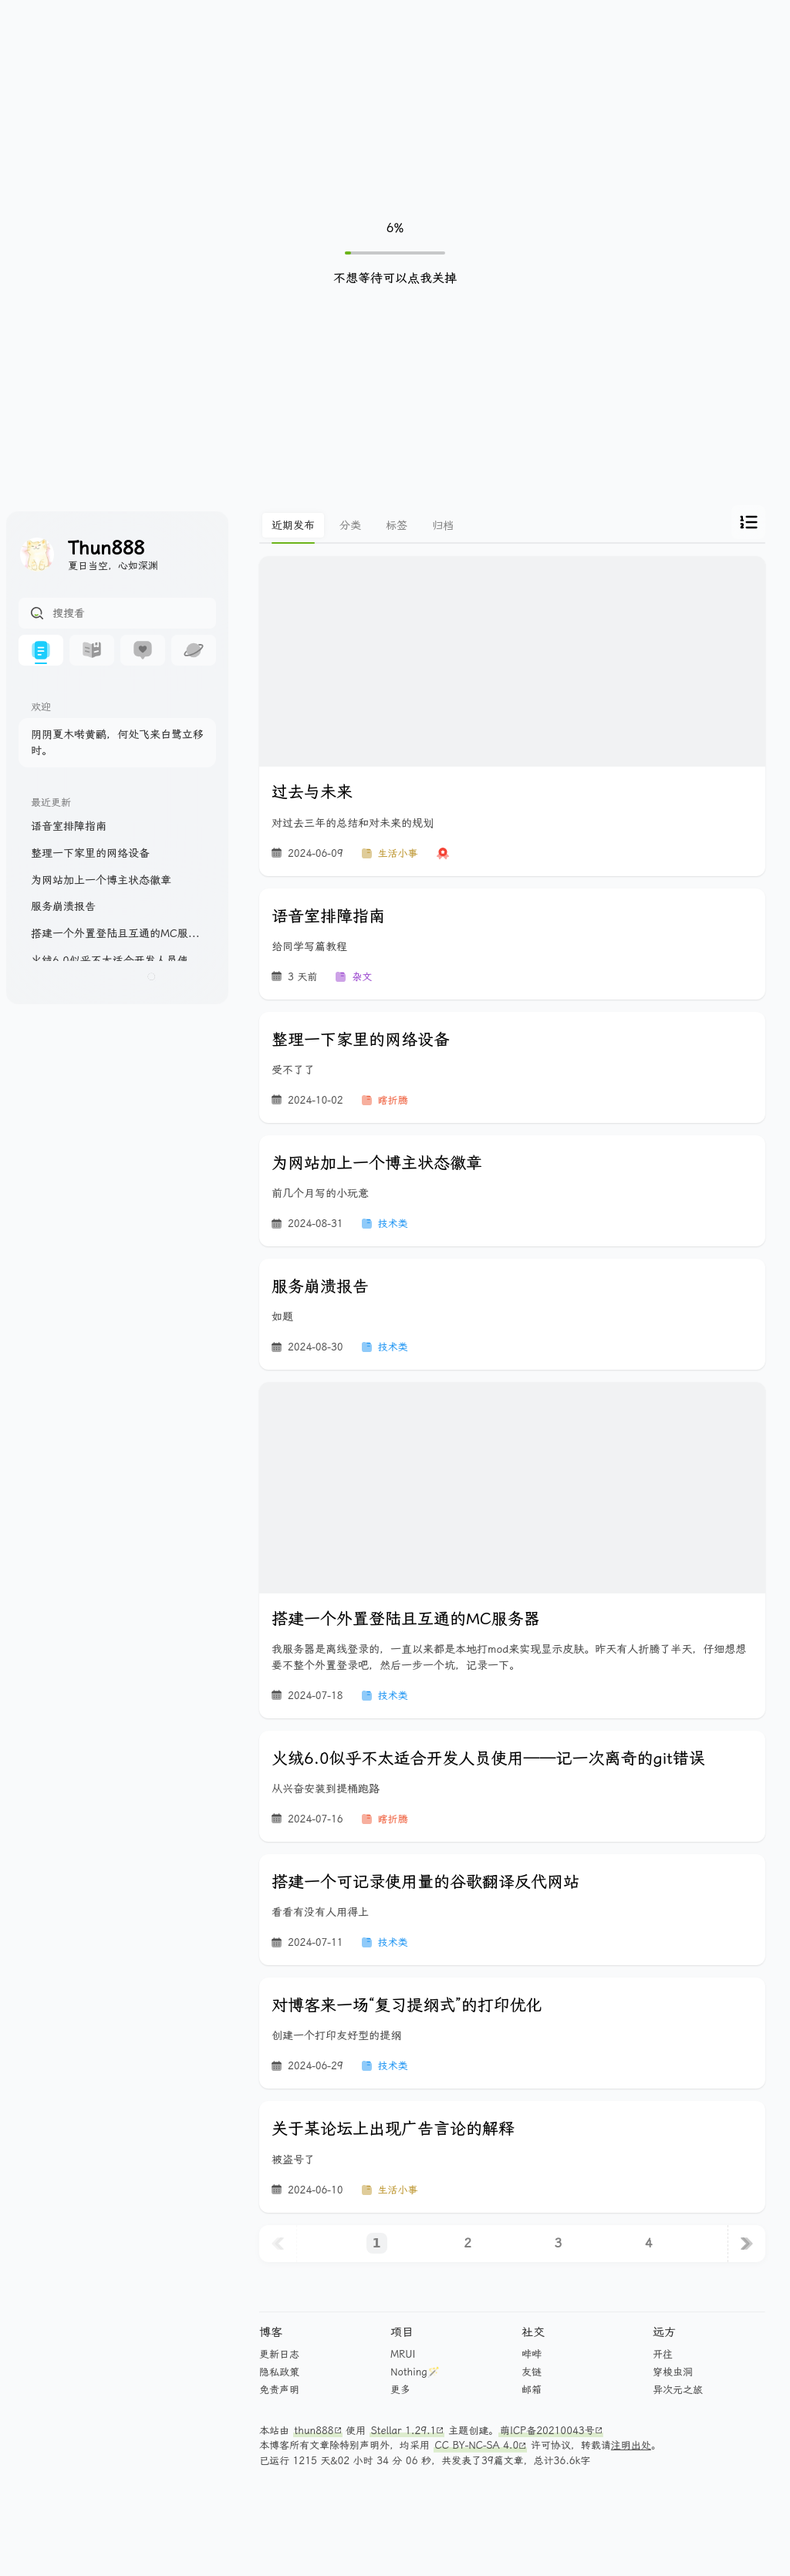 6%
不想等待可以点我关掉
Thun888
夏日当空，心如深渊
搜搜看
欢迎
阴阴夏木啭黄鹂，何处飞来白鹭立移
时。
最近更新
语音室排障指南
整理一下家里的网络设备
为网站加上一个博主状态徽章
服务崩溃报告
搭建一个外置登陆且互通的MC服...
火绒6.0似乎不太适合开发人员使
近期发布 分类 标签 归档
过去与未来
对过去三年的总结和对未来的规划
2024-06-09 生活小事
语音室排障指南
给同学写篇教程
3 天前 杂文
整理一下家里的网络设备
受不了了
2024-10-02 瞎折腾
为网站加上一个博主状态徽章
前几个月写的小玩意
2024-08-31 技术类
服务崩溃报告
如题
2024-08-30 技术类
搭建一个外置登陆且互通的MC服务器
我服务器是离线登录的，一直以来都是本地打mod来实现显示皮肤。昨天有人折腾了半天，仔细想想
要不整个外置登录吧，然后一步一个坑，记录一下。
2024-07-18 技术类
火绒6.0似乎不太适合开发人员使用——记一次离奇的git错误
从兴奋安装到提桶跑路
2024-07-16 瞎折腾
搭建一个可记录使用量的谷歌翻译反代网站
看看有没有人用得上
2024-07-11 技术类
对博客来一场“复习提纲式”的打印优化
创建一个打印友好型的提纲
2024-06-29 技术类
关于某论坛上出现广告言论的解释
被盗号了
2024-06-10 生活小事
1 2 3 4
博客 项目 社交 远方
更新日志 MRUI 哔哔 开往
隐私政策 Nothing🪄 友链 穿梭虫洞
免责声明 更多 邮箱 异次元之旅
本站由 thun888 使用 Stellar 1.29.1 主题创建。萌ICP备20210043号
本博客所有文章除特别声明外，均采用 CC BY-NC-SA 4.0 许可协议，转载请注明出处。
已运行 1215 天&02 小时 34 分 06 秒，共发表了39篇文章，总计36.6k字